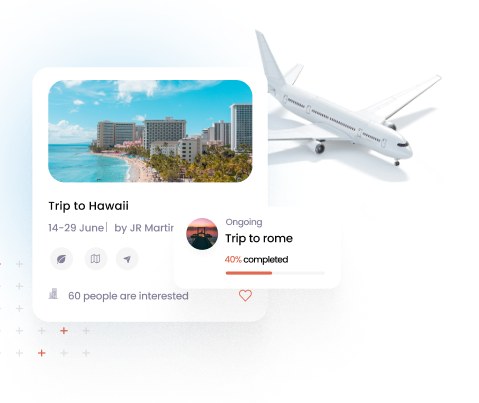 Trip to Hawaii
14-29 June | by JR Martin
Ongoing
Trip to rome
40% completed
60 people are interested